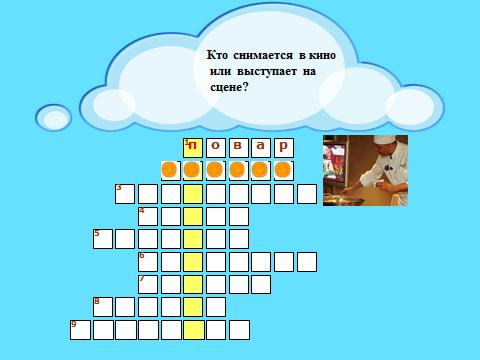 Кто снимается в кино
или выступает на
сцене?
1 п о в а р
3
4
5
6
7
8
9